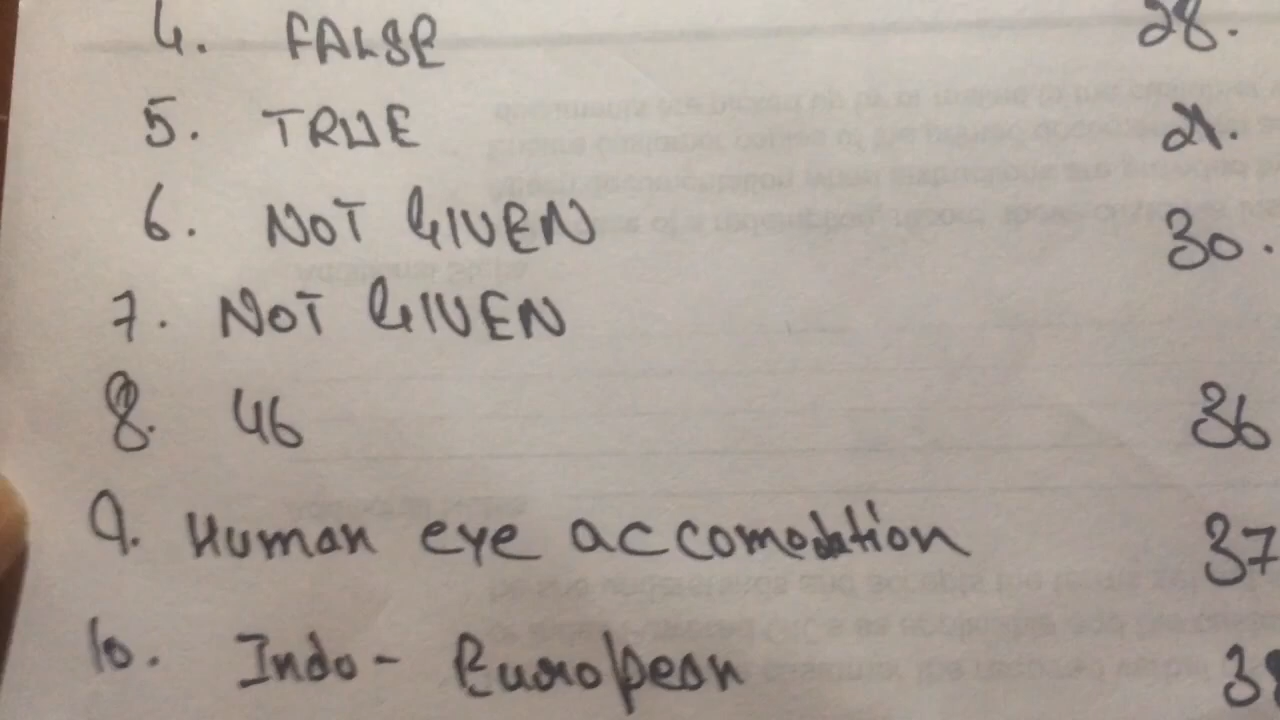 4. FALSE
28.
5. TRUE
29.
6. NOT GIVEN
30.
7. NOT GIVEN
8. 46
36
9. Human eye accomodation
37
10. Indo-European
38